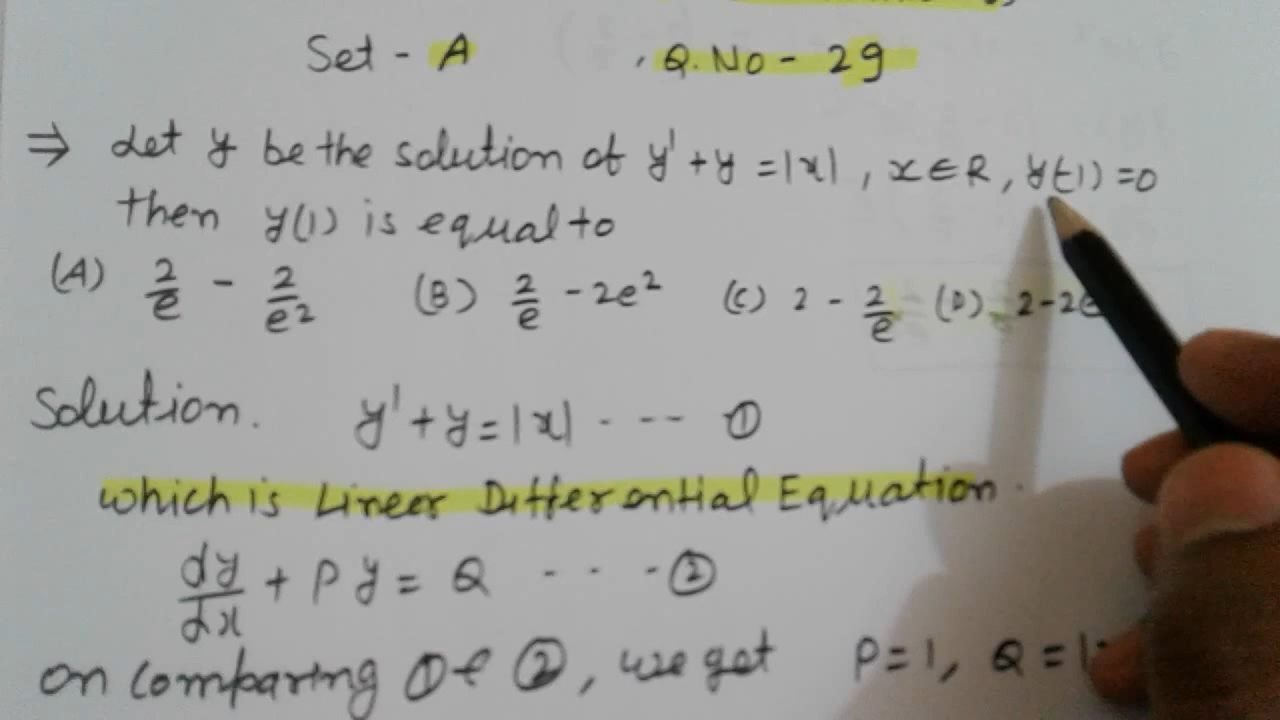 Set - A , Q. No - 29
⇒ Let y be the solution of y' + y = |x| , x ∈ R , y(-1) = 0
then y(1) is equal to
(A) 2/e - 2/e² (B) 2/e - 2e² (C) 2 - 2/e (D) 2 - 2e
Solution. y' + y = |x| - - - - ①
which is Lineer Differential Equation.
dy/dx + P y = Q - - - ②
on comparing ① & ②, we get P = 1, Q =